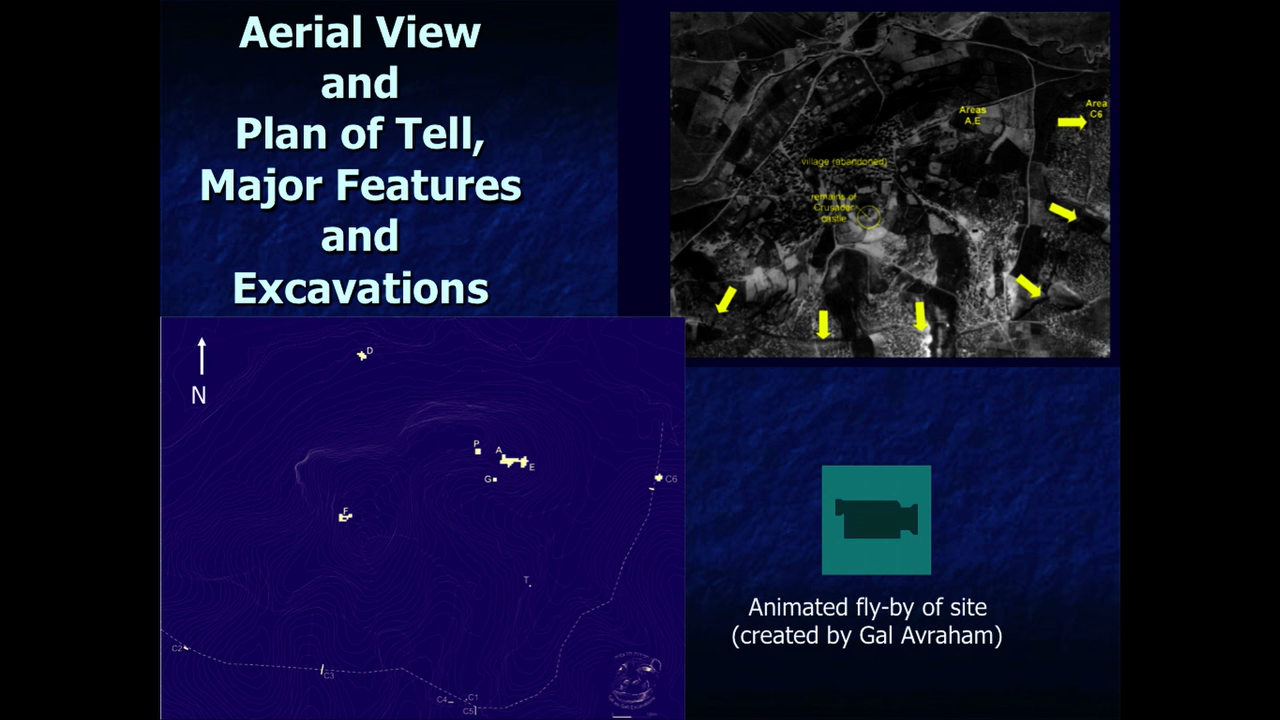 Aerial View
and
Plan of Tell,
Major Features
and
Excavations
Areas
A,E
Area
C6
village (abandoned)
remains of
Crusader
castle
N
D
P
A
E
G
C6
F
T
C2
C3
C4
C1
C5
Animated fly-by of site
(created by Gal Avraham)